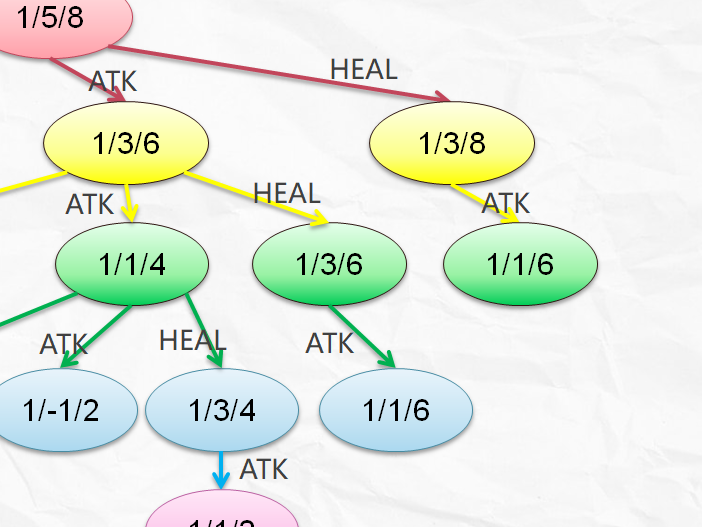 1/5/8
HEAL
ATK
1/3/6
1/3/8
ATK
HEAL
ATK
1/1/4
1/3/6
1/1/6
ATK
HEAL
ATK
1/-1/2
1/3/4
1/1/6
ATK